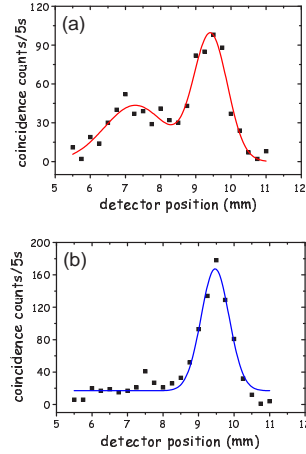 (a)
coincidence counts/5s
120
90
60
30
0
5 6 7 8 9 10 11 12
detector position (mm)
(b)
coincidence counts/5s
200
160
120
80
40
0
5 6 7 8 9 10 11 12
detector position (mm)